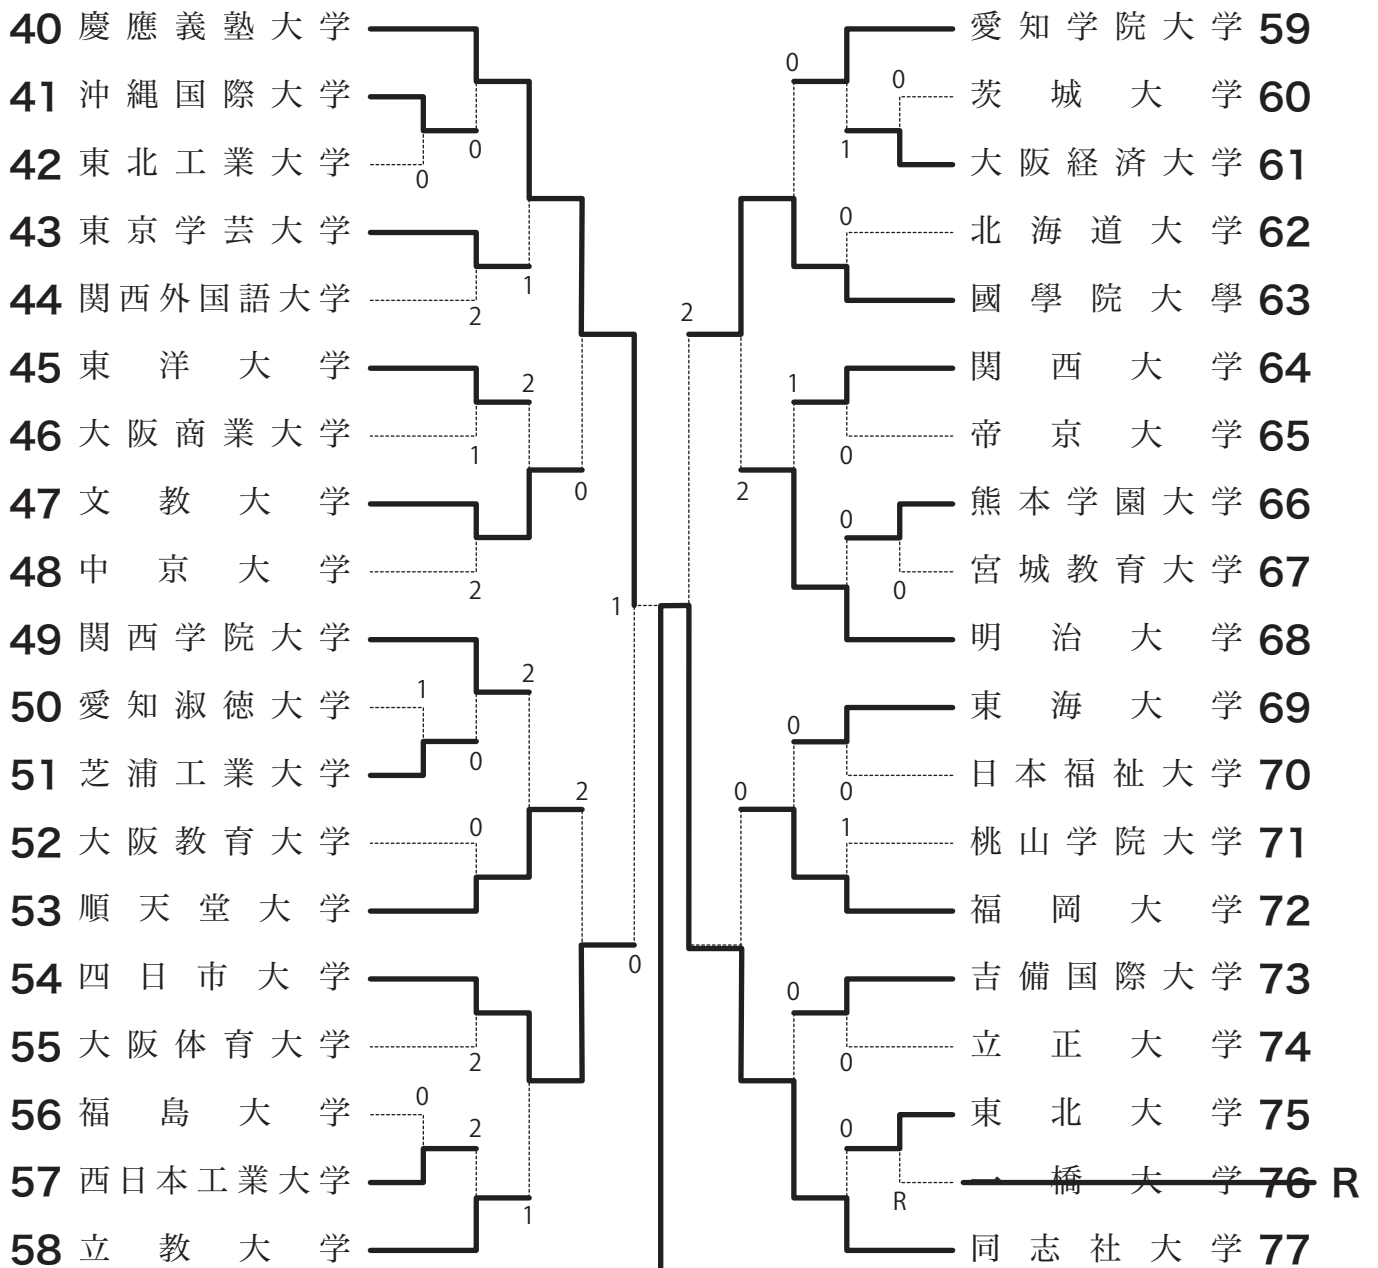 40 慶應義塾大学
41 沖縄国際大学
0
42 東北工業大学
0
43 東京学芸大学
1
44 関西外国語大学
2
45 東洋大学
2
46 大阪商業大学
1
47 文教大学
0
48 中京大学
2
1
49 関西学院大学
2
50 愛知淑徳大学
1
51 芝浦工業大学
0
2
52 大阪教育大学
0
53 順天堂大学
54 四日市大学
0
55 大阪体育大学
2
56 福島大学
0
2
57 西日本工業大学
1
58 立教大学
愛知学院大学 59
0
0
茨城大学 60
1
大阪経済大学 61
0
北海道大学 62
國學院大學 63
2
関西大学 64
1
帝京大学 65
0
2
熊本学園大学 66
0
宮城教育大学 67
0
明治大学 68
東海大学 69
0
日本福祉大学 70
0
0
1
桃山学院大学 71
福岡大学 72
吉備国際大学 73
0
立正大学 74
0
東北大学 75
0
一橋大学 76 R
R
同志社大学 77